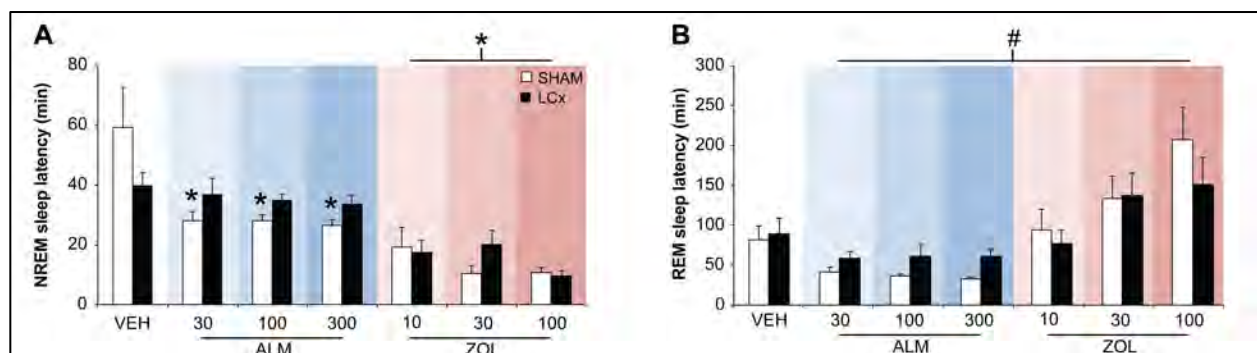 A
*
80
60
40
20
0
NREM sleep latency (min)
SHAM
LCx
* * *
VEH 30 100 300 10 30 100
ALM ZOL
B
#
300
250
200
150
100
50
0
REM sleep latency (min)
VEH 30 100 300 10 30 100
ALM ZOL